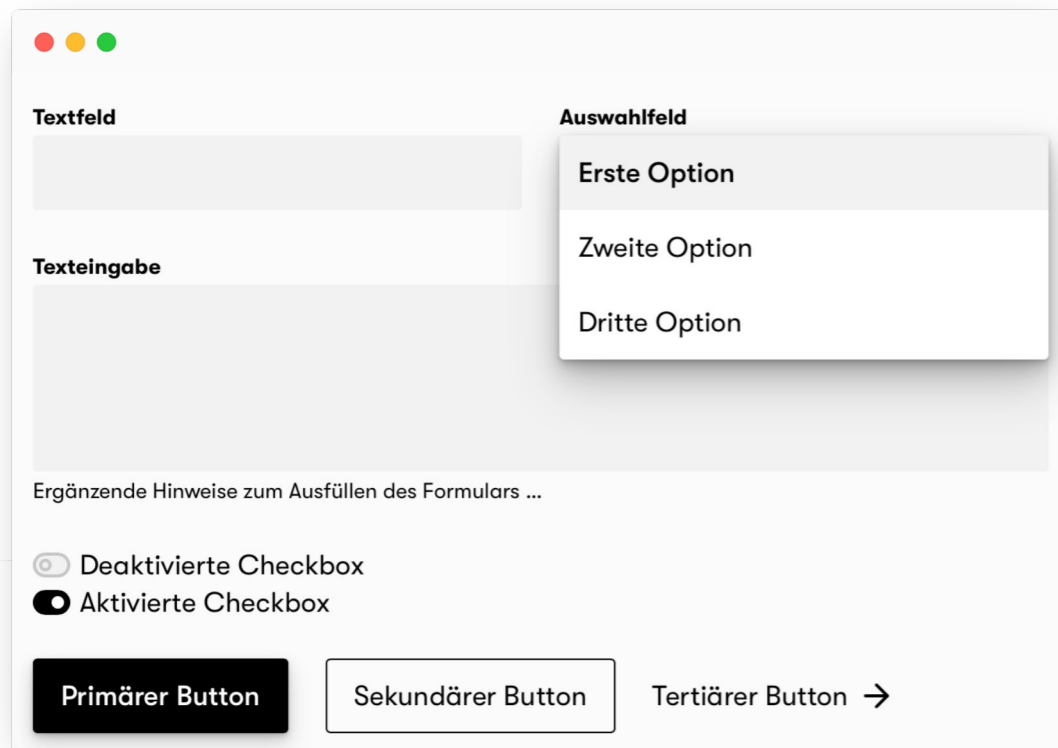 Textfeld
Auswahlfeld
Erste Option
Zweite Option
Dritte Option
Texteingabe
Ergänzende Hinweise zum Ausfüllen des Formulars ...
Deaktivierte Checkbox
Aktivierte Checkbox
Primärer Button
Sekundärer Button
Tertiärer Button →